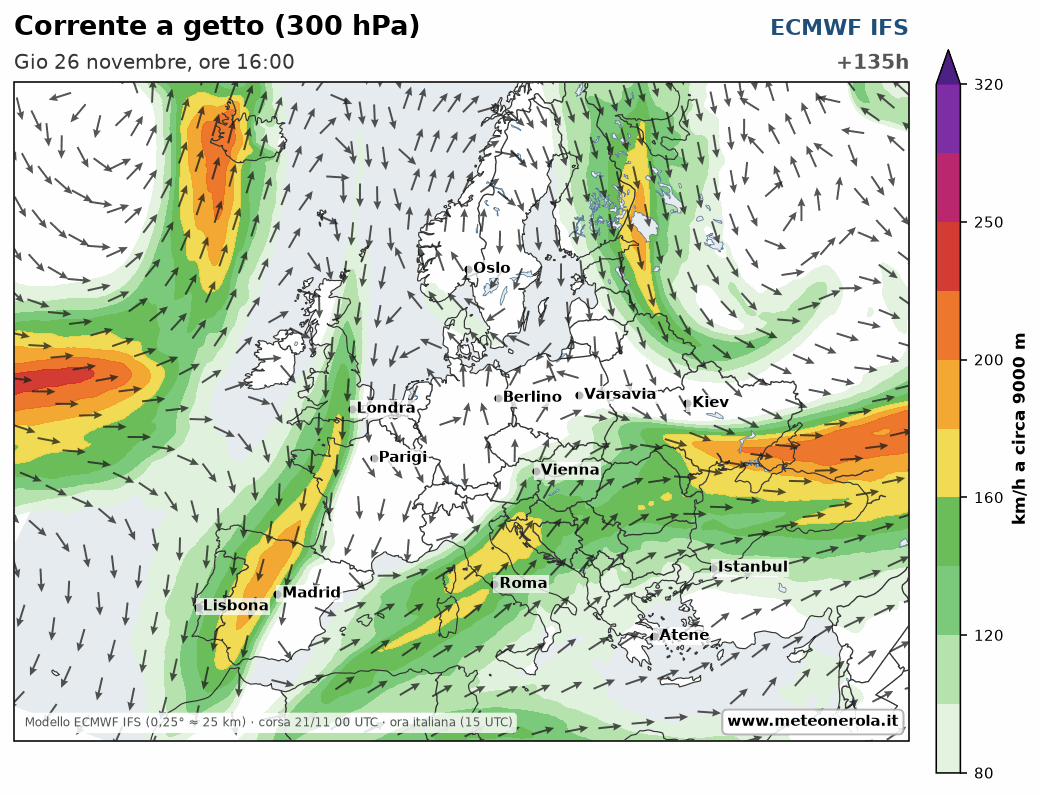 Corrente a getto (300 hPa)
ECMWF IFS
Gio 26 novembre, ore 16:00
+135h
320
250
200
160
120
80
km/h a circa 9000 m
Oslo
Londra
Berlino
Varsavia
Kiev
Parigi
Vienna
Istanbul
Roma
Madrid
Lisbona
Atene
Modello ECMWF IFS (0,25° ≈ 25 km) · corsa 21/11 00 UTC · ora italiana (15 UTC)
www.meteonerola.it